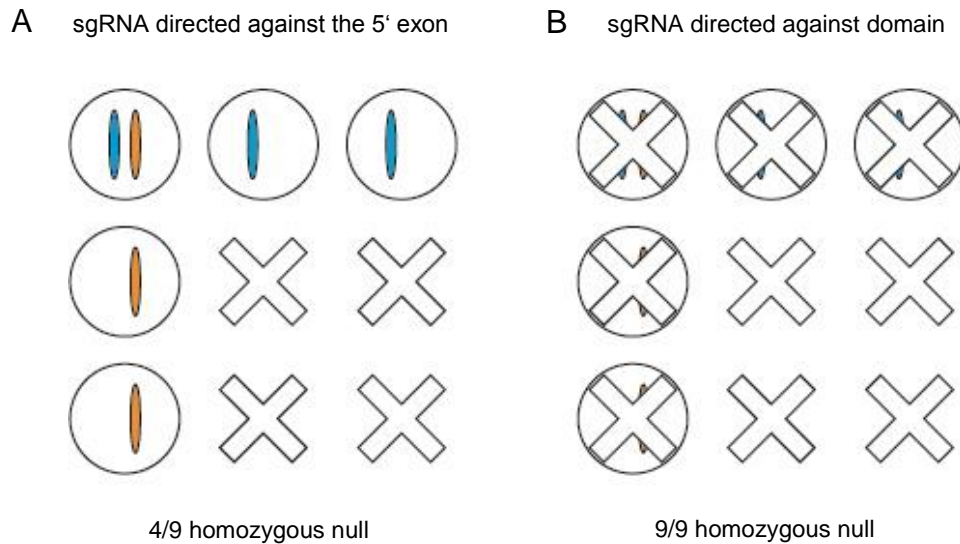 A
sgRNA directed against the 5‘ exon
B
sgRNA directed against domain
4/9 homozygous null
9/9 homozygous null